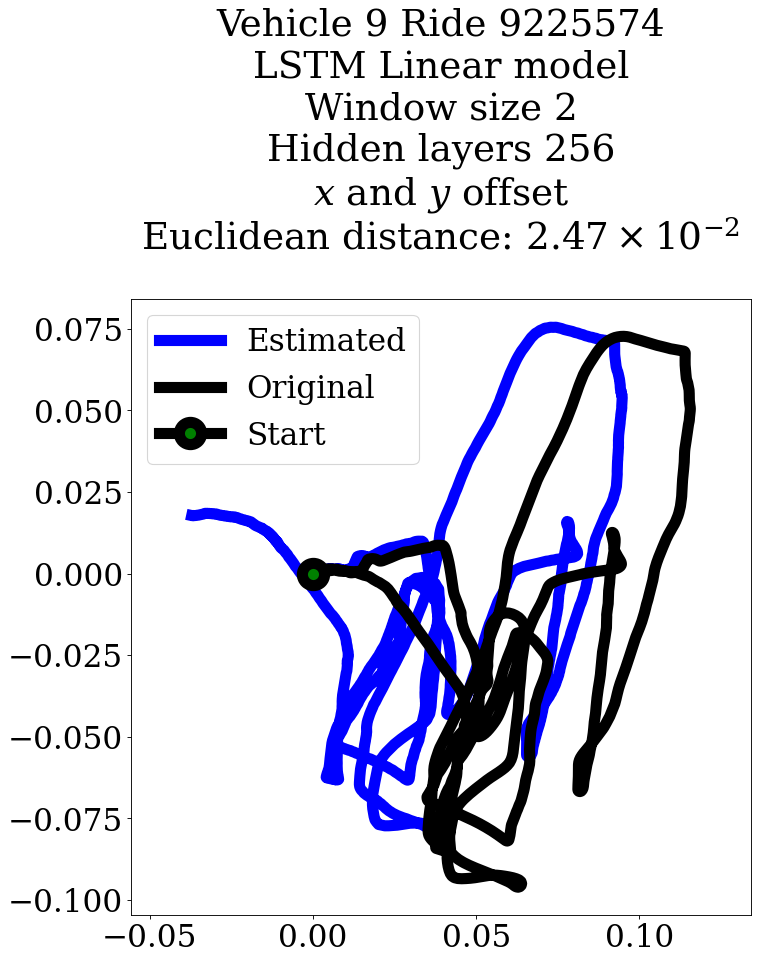 Vehicle 9 Ride 9225574
LSTM Linear model
Window size 2
Hidden layers 256
x and y offset
Euclidean distance: 2.47 × 10⁻²
Estimated
Original
Start
0.075
0.050
0.025
0.000
−0.025
−0.050
−0.075
−0.100
−0.05
0.00
0.05
0.10